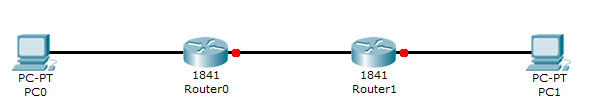 PC-PT
PC0
1841
Router0
1841
Router1
PC-PT
PC1